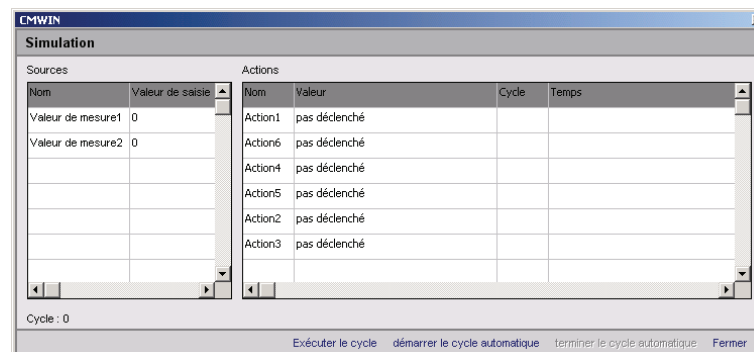 CMWIN
Simulation
Sources Actions
Nom Valeur de saisie Nom Valeur Cycle Temps
Valeur de mesure1 0 Action1 pas déclenché
Valeur de mesure2 0 Action6 pas déclenché
Action4 pas déclenché
Action5 pas déclenché
Action2 pas déclenché
Action3 pas déclenché
Cycle : 0
Exécuter le cycle démarrer le cycle automatique terminer le cycle automatique Fermer